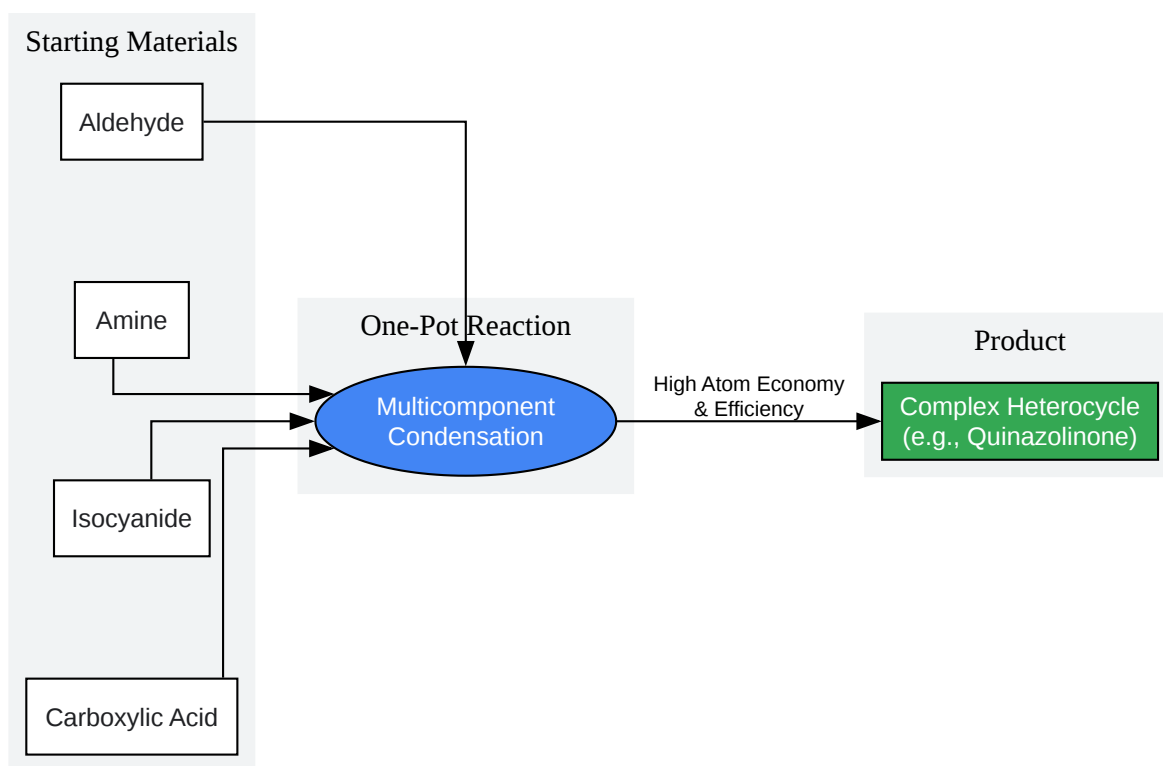 Starting Materials
Aldehyde
Amine
Isocyanide
Carboxylic Acid
One-Pot Reaction
Multicomponent
Condensation
High Atom Economy
& Efficiency
Product
Complex Heterocycle
(e.g., Quinazolinone)